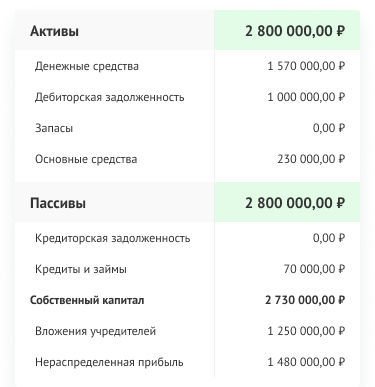 Активы 2 800 000,00 ₽
Денежные средства 1 570 000,00 ₽
Дебиторская задолженность 1 000 000,00 ₽
Запасы 0,00 ₽
Основные средства 230 000,00 ₽
Пассивы 2 800 000,00 ₽
Кредиторская задолженность 0,00 ₽
Кредиты и займы 70 000,00 ₽
Собственный капитал 2 730 000,00 ₽
Вложения учредителей 1 250 000,00 ₽
Нераспределенная прибыль 1 480 000,00 ₽